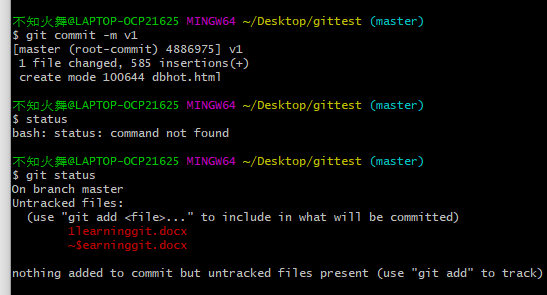 不知火舞@LAPTOP-OCP21625 MINGW64 ~/Desktop/gittest (master)
$ git commit -m v1
[master (root-commit) 4886975] v1
 1 file changed, 585 insertions(+)
 create mode 100644 dbhot.html
不知火舞@LAPTOP-OCP21625 MINGW64 ~/Desktop/gittest (master)
$ status
bash: status: command not found
不知火舞@LAPTOP-OCP21625 MINGW64 ~/Desktop/gittest (master)
$ git status
On branch master
Untracked files:
  (use "git add <file>..." to include in what will be committed)
        1learninggit.docx
        ~$earninggit.docx
nothing added to commit but untracked files present (use "git add" to track)